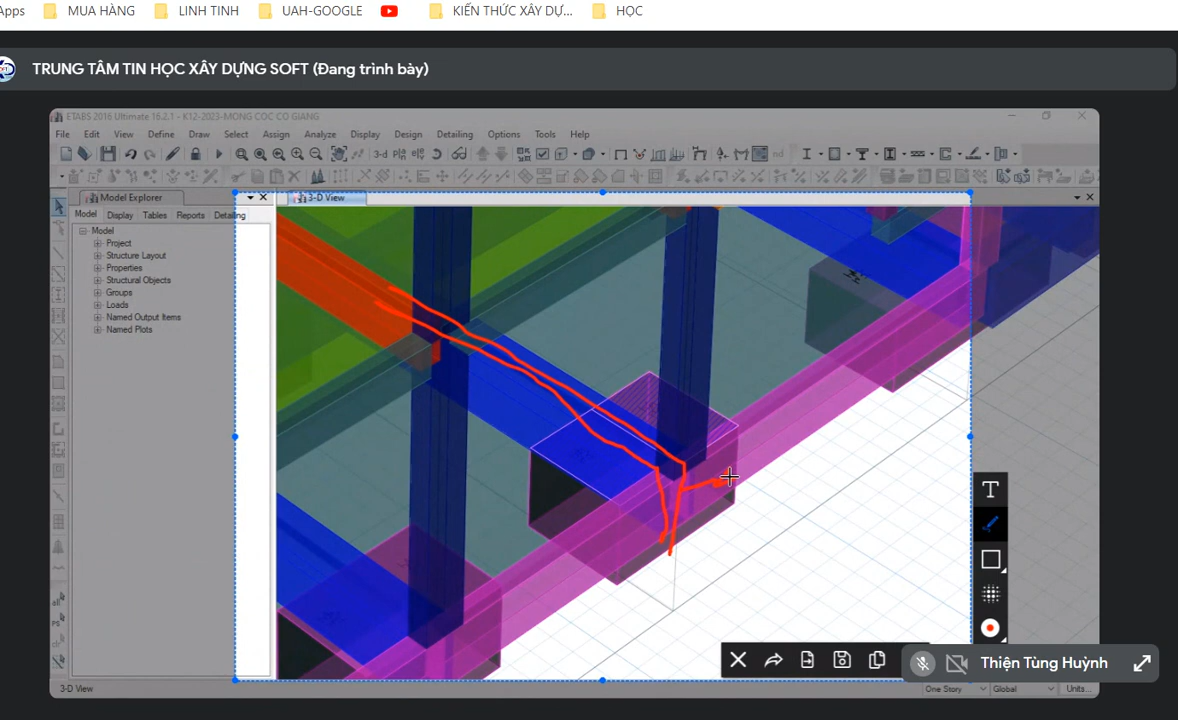 Apps
MUA HÀNG
LINH TINH
UAH-GOOGLE
KIẾN THỨC XÂY DỰ...
HỌC
TRUNG TÂM TIN HỌC XÂY DỰNG SOFT (Đang trình bày)
ETABS 2016 Ultimate 16.2.1 - K12-2023-MONG COC CO GIANG
File Edit View Define Draw Select Assign Analyze Display Design Detailing Options Tools Help
3-d
nd
Model Explorer
3-D View
Model Display Tables Reports Detailing
Model
Project
Structure Layout
Properties
Structural Objects
Groups
Loads
Named Output Items
Named Plots
T
Thiện Tùng Huỳnh
3-D View
One Story
Global
Units...